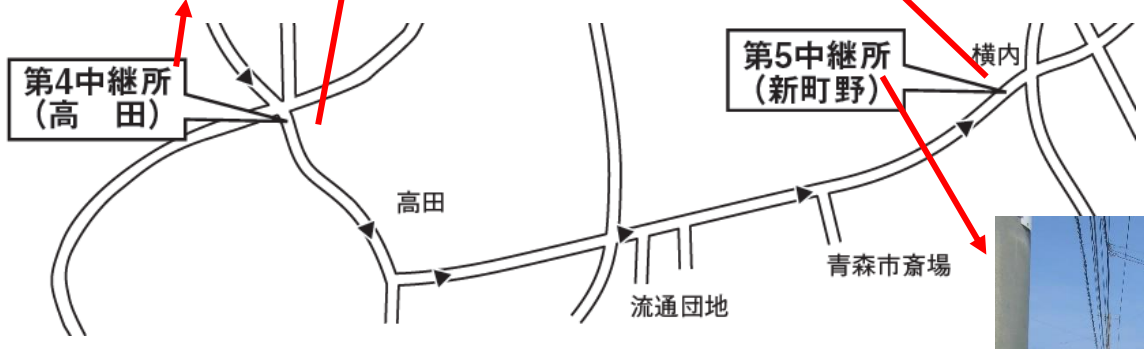 第4中継所
（高　田）
高田
第5中継所
（新町野）
横内
青森市斎場
流通団地